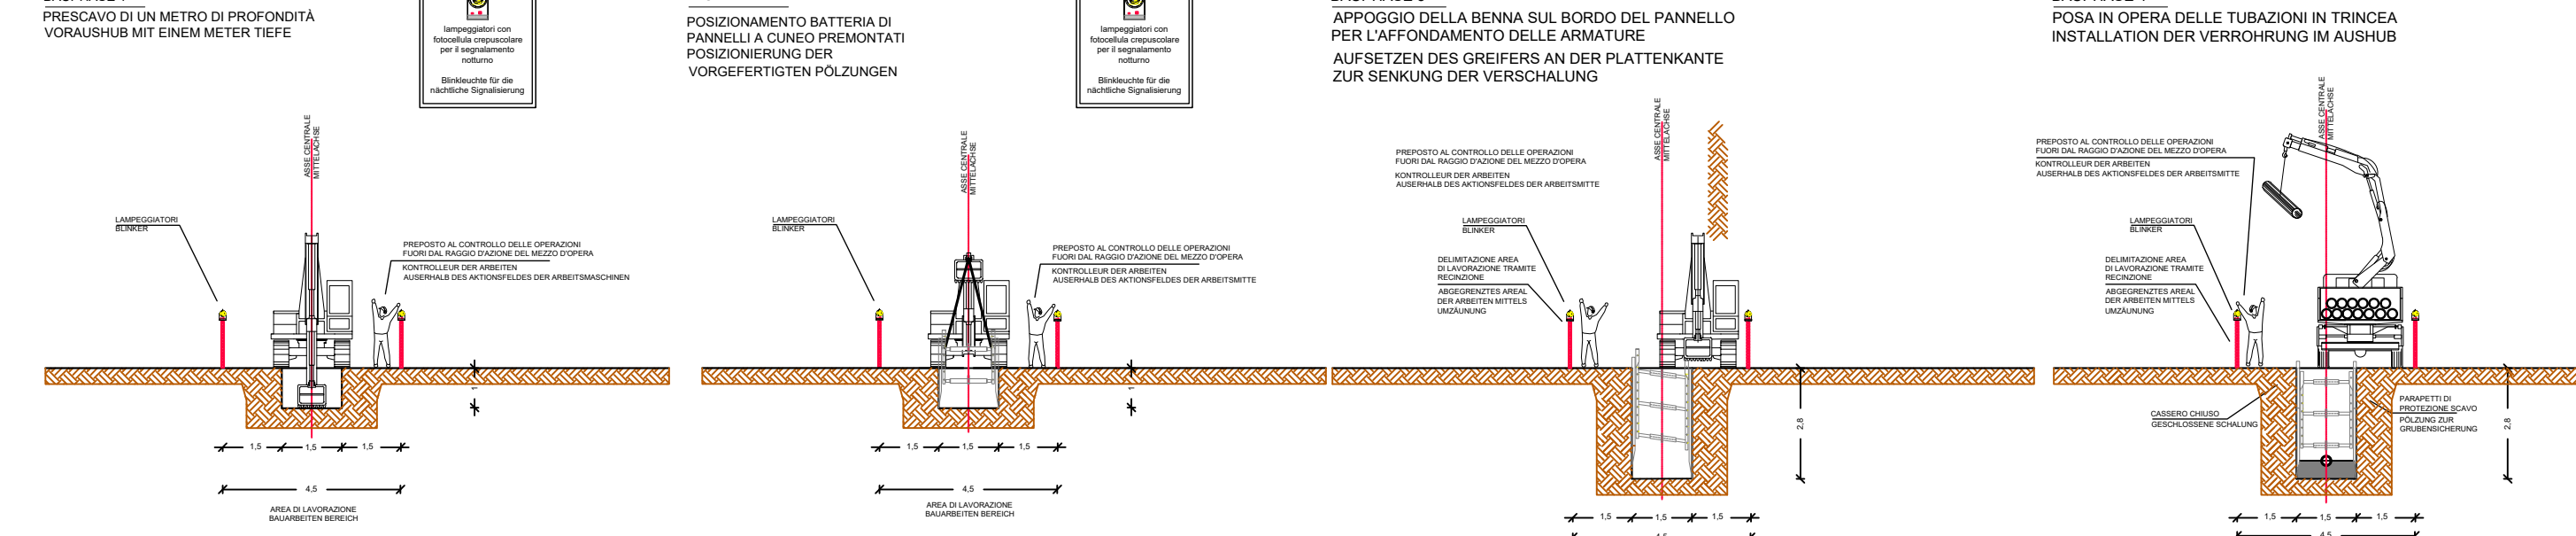 PRESCAVO DI UN METRO DI PROFONDITÀ
VORAUSHUB MIT EINEM METER TIEFE
lampeggiatori con
fotocellula crepuscolare
per il segnalamento
notturno
Blinkleuchte für die
nächtliche Signalisierung
ASSE CENTRALE
MITTELACHSE
LAMPEGGIATORI
BLINKER
PREPOSTO AL CONTROLLO DELLE OPERAZIONI
FUORI DAL RAGGIO D'AZIONE DEL MEZZO D'OPERA
KONTROLLEUR DER ARBEITEN
AUSERHALB DES AKTIONSFELDES DER ARBEITSMASCHINEN
1
1,5
1,5
1,5
4,5
AREA DI LAVORAZIONE
BAUARBEITEN BEREICH
POSIZIONAMENTO BATTERIA DI
PANNELLI A CUNEO PREMONTATI
POSIZIONIERUNG DER
VORGEFERTIGTEN PÖLZUNGEN
lampeggiatori con
fotocellula crepuscolare
per il segnalamento
notturno
Blinkleuchte für die
nächtliche Signalisierung
ASSE CENTRALE
MITTELACHSE
LAMPEGGIATORI
BLINKER
PREPOSTO AL CONTROLLO DELLE OPERAZIONI
FUORI DAL RAGGIO D'AZIONE DEL MEZZO D'OPERA
KONTROLLEUR DER ARBEITEN
AUSERHALB DES AKTIONSFELDES DER ARBEITSMITTE
1
1,5
1,5
1,5
4,5
AREA DI LAVORAZIONE
BAUARBEITEN BEREICH
APPOGGIO DELLA BENNA SUL BORDO DEL PANNELLO
PER L'AFFONDAMENTO DELLE ARMATURE
AUFSETZEN DES GREIFERS AN DER PLATTENKANTE
ZUR SENKUNG DER VERSCHALUNG
ASSE CENTRALE
MITTELACHSE
PREPOSTO AL CONTROLLO DELLE OPERAZIONI
FUORI DAL RAGGIO D'AZIONE DEL MEZZO D'OPERA
KONTROLLEUR DER ARBEITEN
AUSERHALB DES AKTIONSFELDES DER ARBEITSMITTE
LAMPEGGIATORI
BLINKER
DELIMITAZIONE AREA
DI LAVORAZIONE TRAMITE
RECINZIONE
ABGEGRENZTES AREAL
DER ARBEITEN MITTELS
UMZÄUNUNG
2,8
1,5
1,5
1,5
4,5
POSA IN OPERA DELLE TUBAZIONI IN TRINCEA
INSTALLATION DER VERROHRUNG IM AUSHUB
ASSE CENTRALE
MITTELACHSE
PREPOSTO AL CONTROLLO DELLE OPERAZIONI
FUORI DAL RAGGIO D'AZIONE DEL MEZZO D'OPERA
KONTROLLEUR DER ARBEITEN
AUSERHALB DES AKTIONSFELDES DER ARBEITSMITTE
LAMPEGGIATORI
BLINKER
DELIMITAZIONE AREA
DI LAVORAZIONE TRAMITE
RECINZIONE
ABGEGRENZTES AREAL
DER ARBEITEN MITTELS
UMZÄUNUNG
CASSERO CHIUSO
GESCHLOSSENE SCHALUNG
PARAPETTI DI
PROTEZIONE SCAVO
PÖLZUNG ZUR
GRUBENSICHERUNG
2,8
1,5
1,5
1,5
4,5